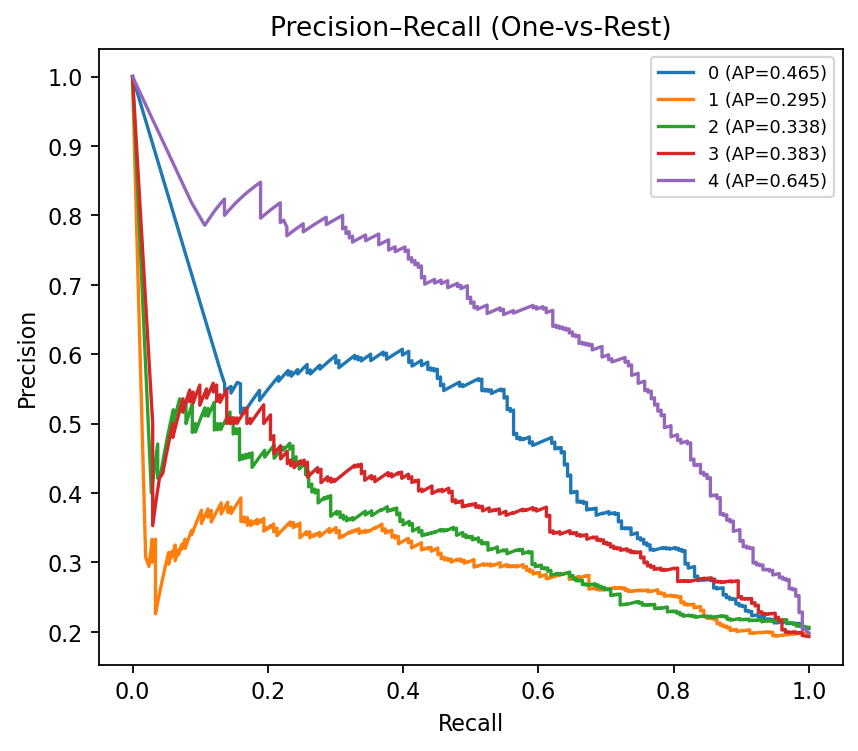 Precision–Recall (One-vs-Rest)
1.0
0.9
0.8
0.7
0.6
0.5
0.4
0.3
0.2
Precision
0 (AP=0.465)
1 (AP=0.295)
2 (AP=0.338)
3 (AP=0.383)
4 (AP=0.645)
0.0 0.2 0.4 0.6 0.8 1.0
Recall